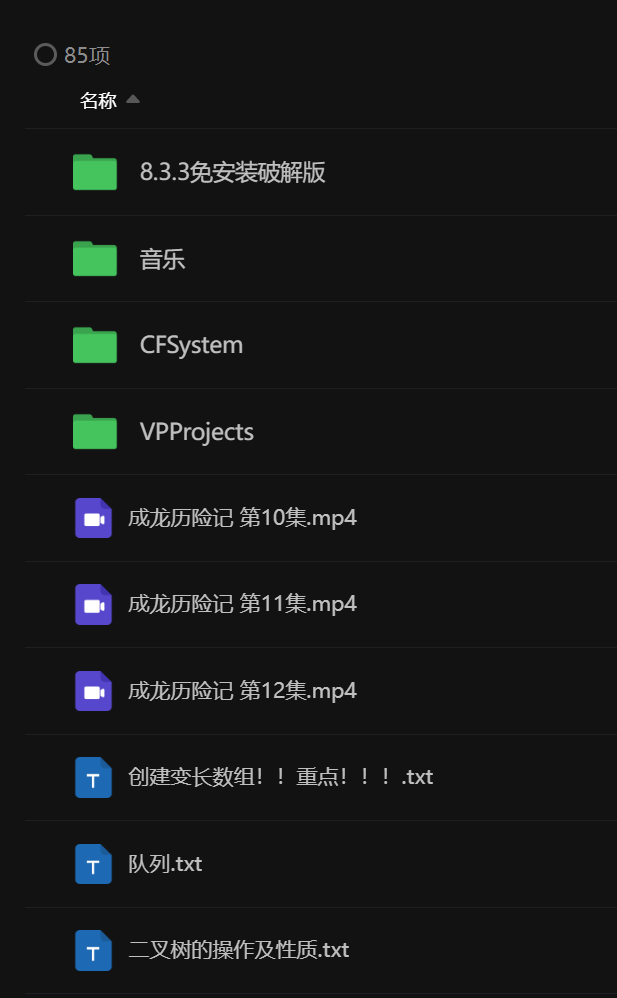 85项
名称
8.3.3免安装破解版
音乐
CFSystem
VPProjects
成龙历险记 第10集.mp4
成龙历险记 第11集.mp4
成龙历险记 第12集.mp4
创建变长数组！！重点！！！.txt
队列.txt
二叉树的操作及性质.txt